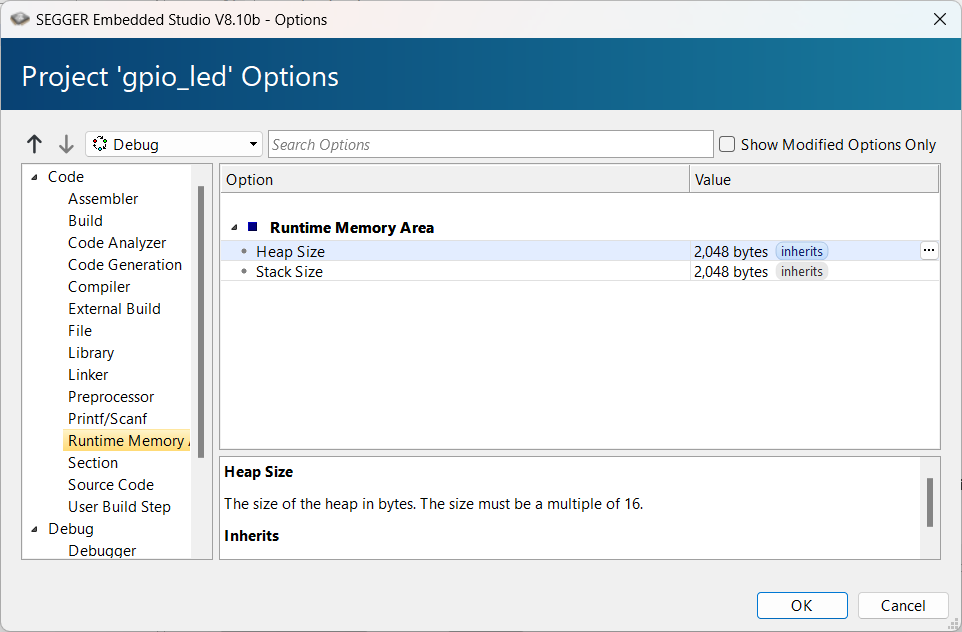 SEGGER Embedded Studio V8.10b - Options
Project 'gpio_led' Options
Debug
Search Options
Show Modified Options Only
Code
Assembler
Build
Code Analyzer
Code Generation
Compiler
External Build
File
Library
Linker
Preprocessor
Printf/Scanf
Runtime Memory
Section
Source Code
User Build Step
Debug
Debugger
Option Value
Runtime Memory Area
Heap Size 2,048 bytes inherits ...
Stack Size 2,048 bytes inherits
Heap Size
The size of the heap in bytes. The size must be a multiple of 16.
Inherits
OK Cancel